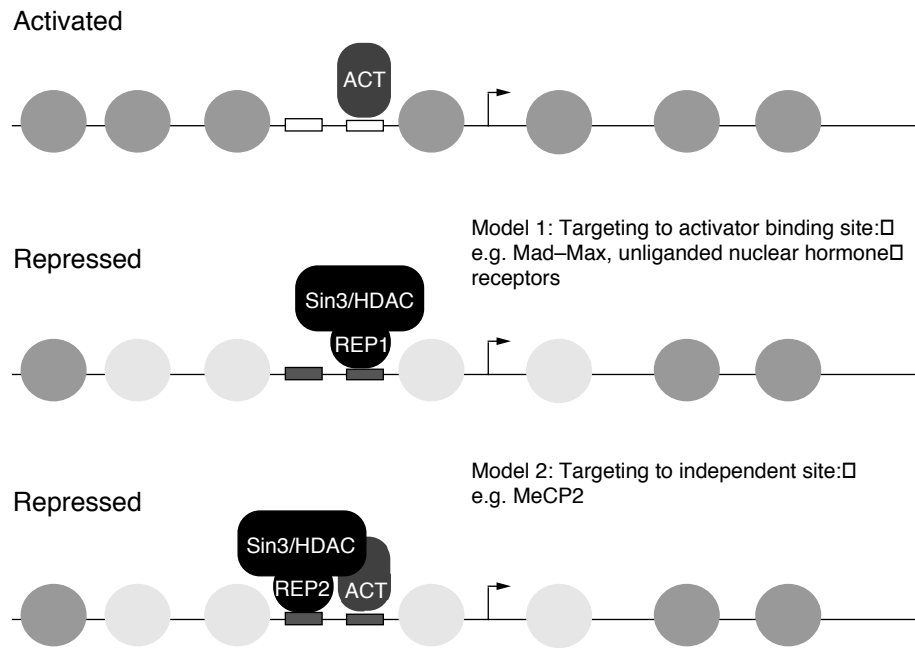 Activated
ACT
Model 1: Targeting to activator binding site:□
e.g. Mad–Max, unliganded nuclear hormone□
receptors
Repressed
Sin3/HDAC
REP1
Model 2: Targeting to independent site:□
e.g. MeCP2
Repressed
Sin3/HDAC
REP2
ACT